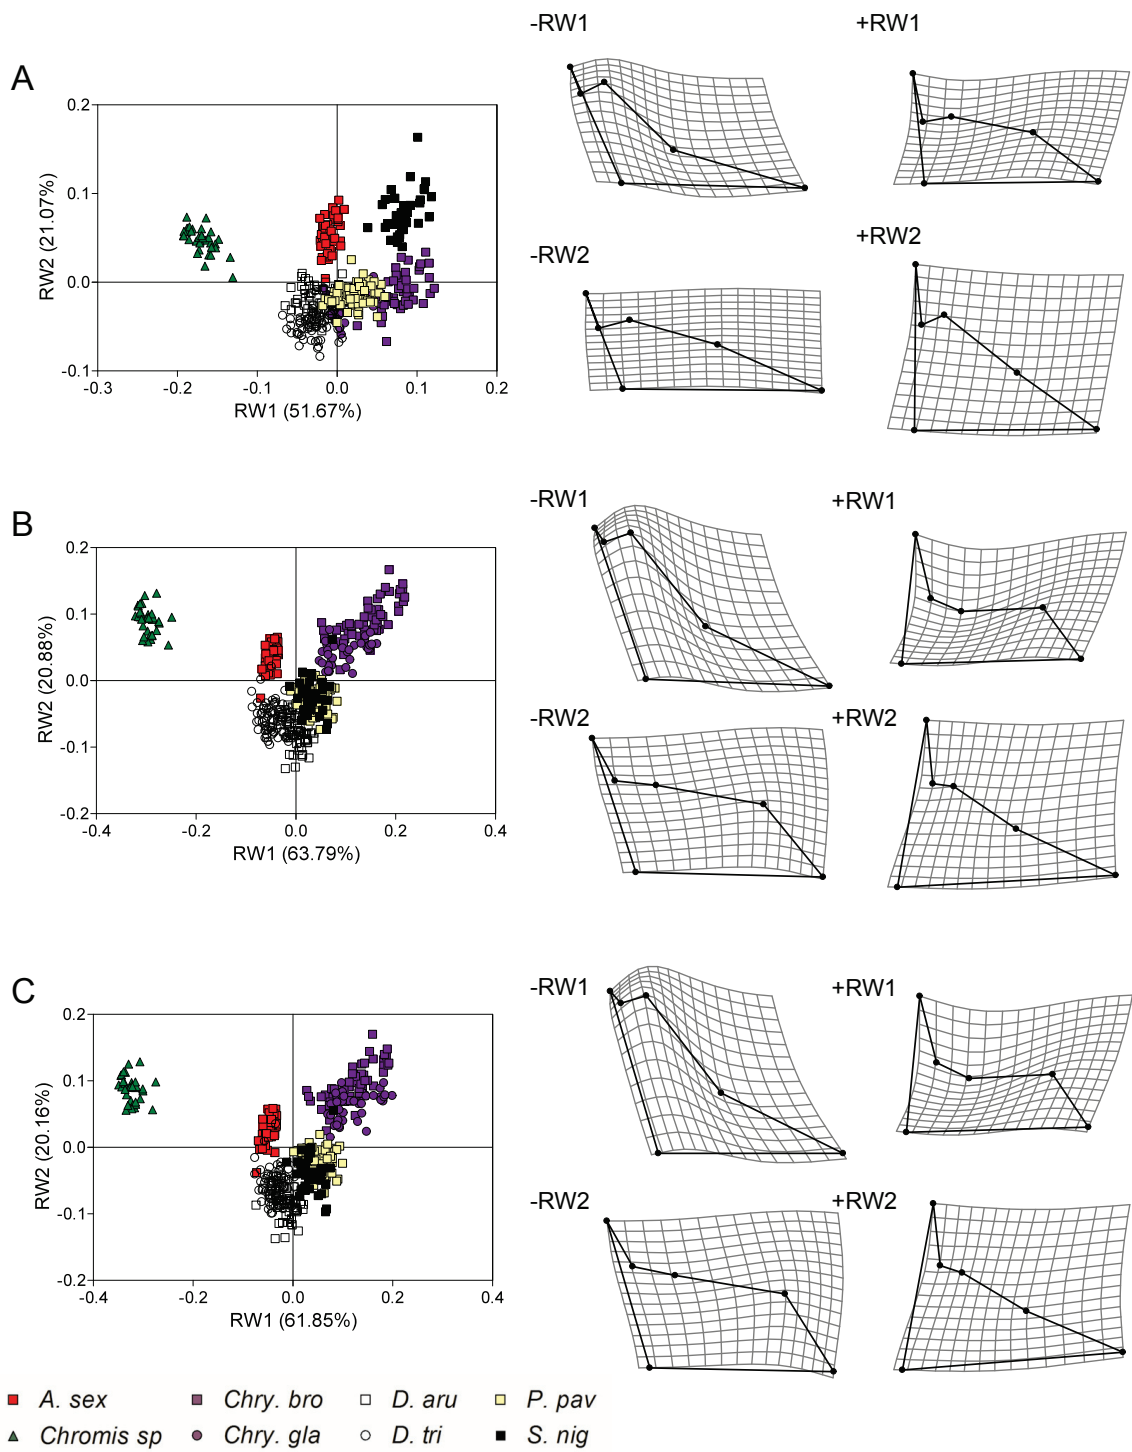 A
-RW1
+RW1
0.2
0.1
0.0
-0.1
RW2 (21.07%)
-0.3
-0.2
-0.1
0.0
0.1
0.2
RW1 (51.67%)
-RW2
+RW2
B
-RW1
+RW1
0.2
0.1
0.0
-0.1
-0.2
RW2 (20.88%)
-0.4
-0.2
0.0
0.2
0.4
RW1 (63.79%)
-RW2
+RW2
C
-RW1
+RW1
0.2
0.1
0.0
-0.1
-0.2
RW2 (20.16%)
-0.4
-0.2
0.0
0.2
0.4
RW1 (61.85%)
-RW2
+RW2
A. sex
Chry. bro
D. aru
P. pav
Chromis sp
Chry. gla
D. tri
S. nig